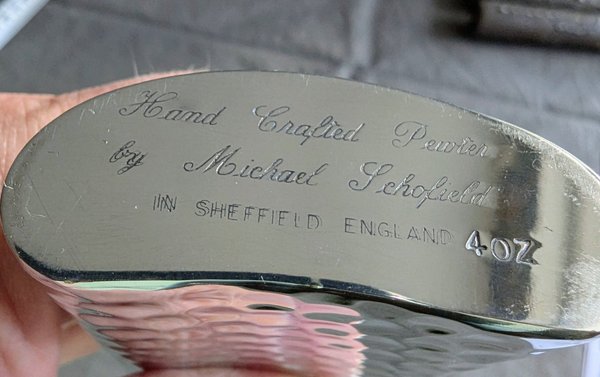 Hand Crafted Pewter
by Michael Schofield
IN SHEFFIELD ENGLAND 4OZ